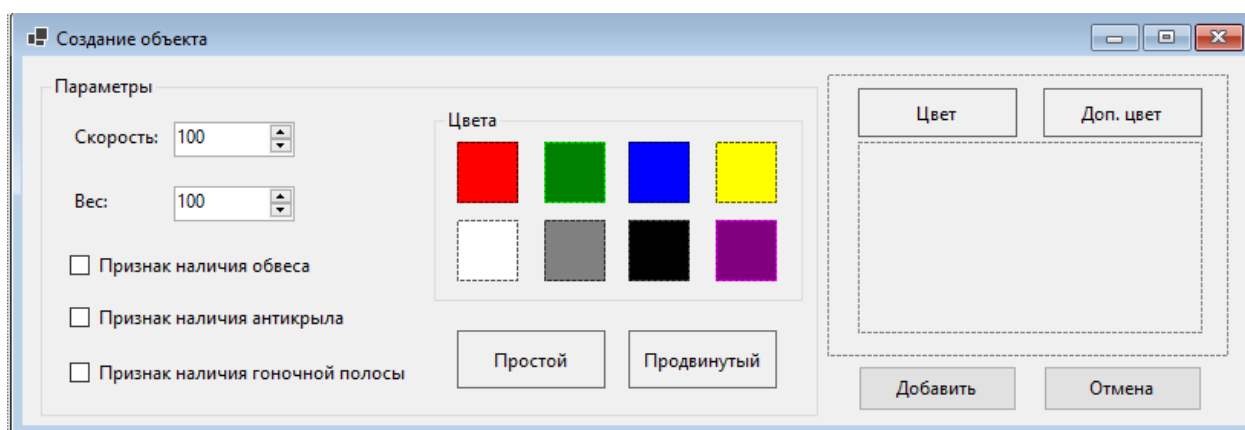 Создание объекта
Параметры
Скорость: 100
Вес: 100
Признак наличия обвеса
Признак наличия антикрыла
Признак наличия гоночной полосы
Цвета
Простой
Продвинутый
Цвет
Доп. цвет
Добавить
Отмена